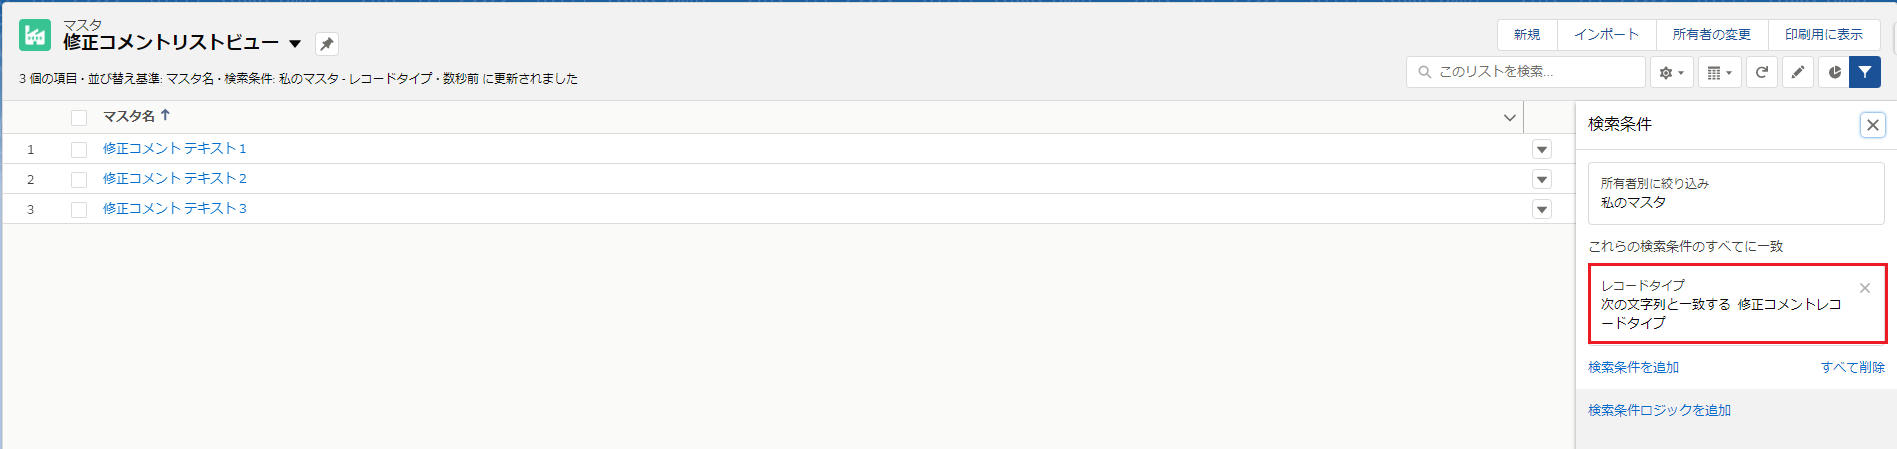 マスタ
修正コメントリストビュー
新規
インポート
所有者の変更
印刷用に表示
3 個の項目・並び替え基準: マスタ名・検索条件: 私のマスタ - レコードタイプ・数秒前 に更新されました
このリストを検索...
マスタ名
1
修正コメント テキスト 1
2
修正コメント テキスト 2
3
修正コメント テキスト 3
検索条件
所有者別に絞り込み
私のマスタ
これらの検索条件のすべてに一致
レコードタイプ
次の文字列と一致する 修正コメントレコ
ードタイプ
検索条件を追加
すべて削除
検索条件ロジックを追加